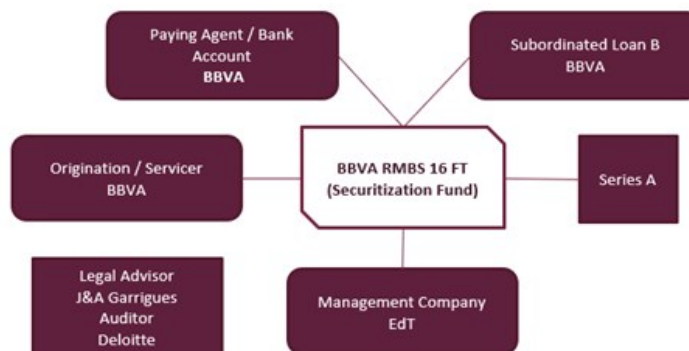 Paying Agent / Bank
Account
BBVA
Subordinated Loan B
BBVA
Origination / Servicer
BBVA
BBVA RMBS 16 FT
(Securitization Fund)
Series A
Legal Advisor
J&A Garrigues
Auditor
Deloitte
Management Company
EdT